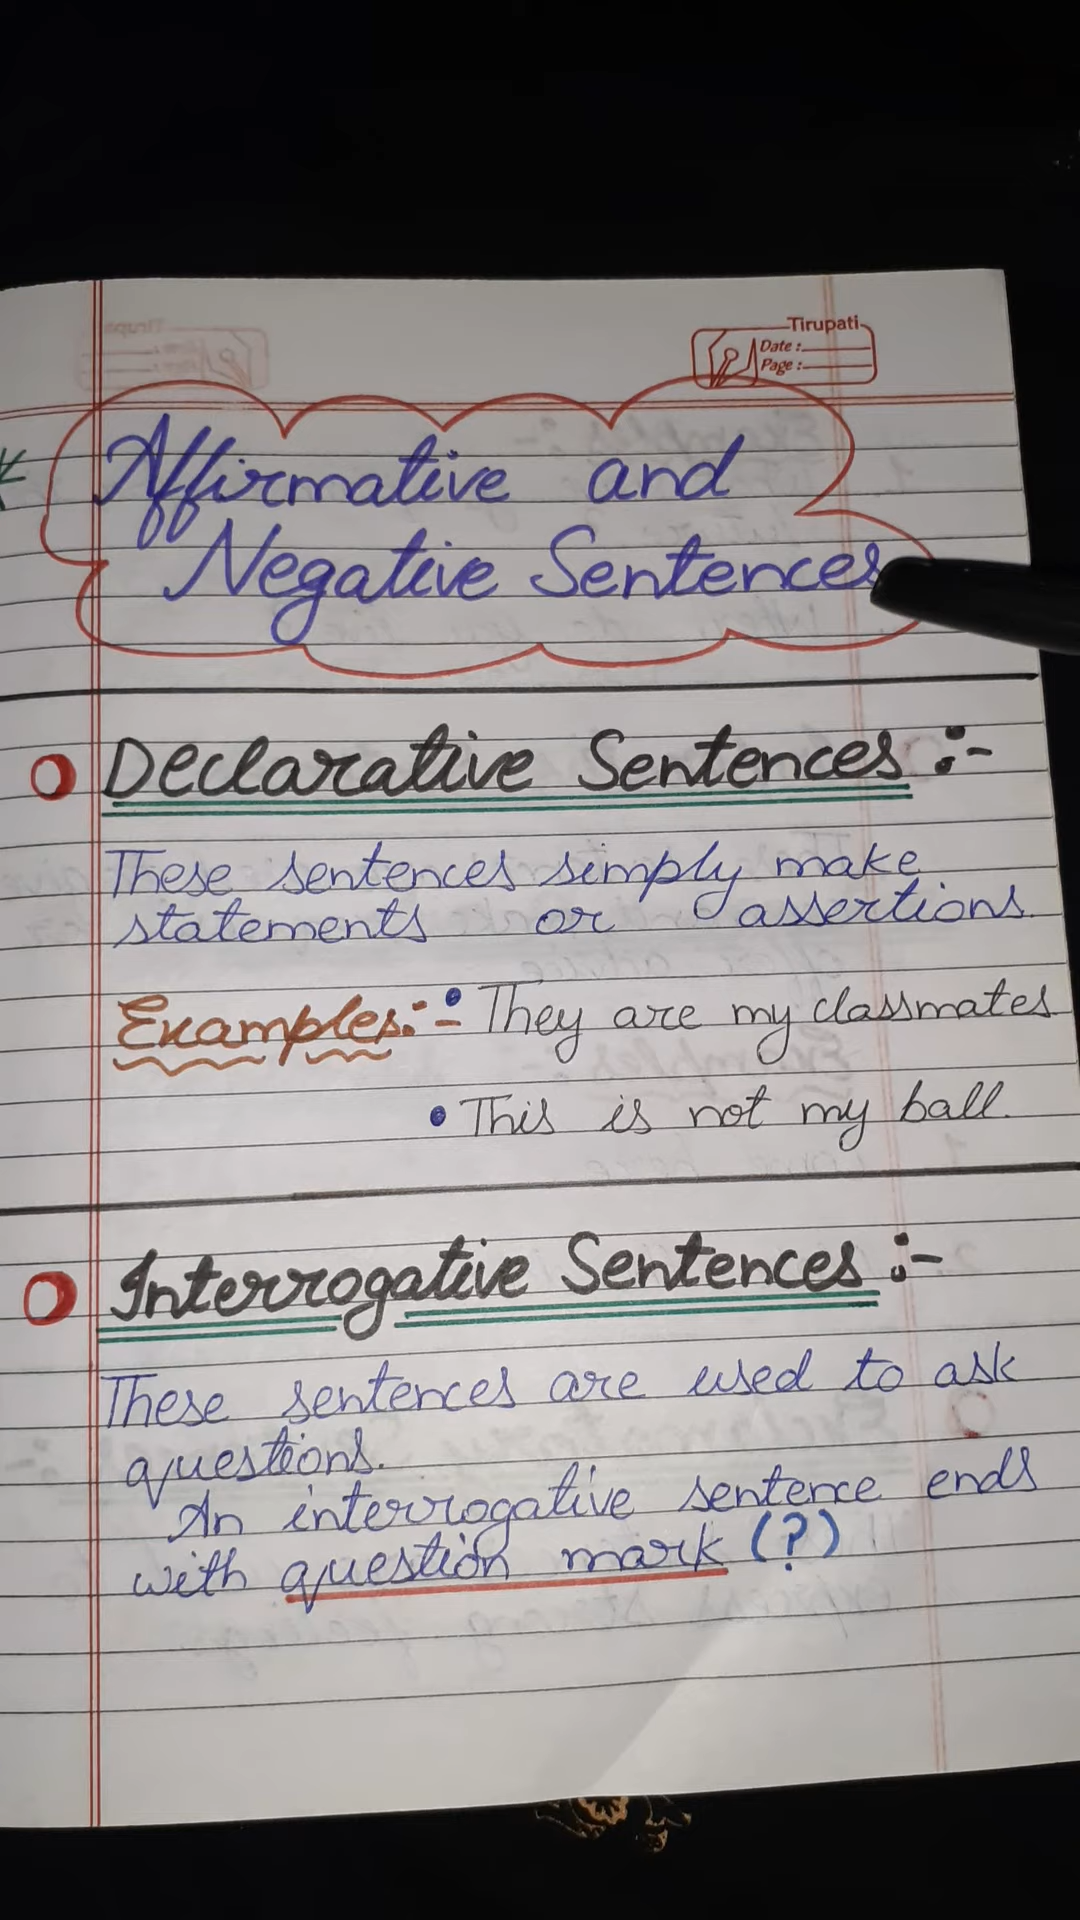 Tirupati
Date :
Page :
Affirmative and
Negative Sentences
Declarative Sentences :-
These sentences simply make
statements or assertions.
Examples:- • They are my classmates
• This is not my ball.
Interrogative Sentences :-
These sentences are used to ask
questions.
An interrogative sentence ends
with question mark (?)